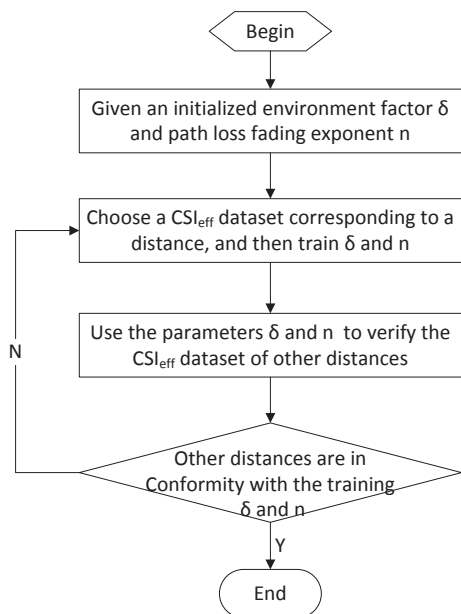 Begin
Given an initialized environment factor δ
and path loss fading exponent n
Choose a CSIeff dataset corresponding to a
distance, and then train δ and n
N
Use the parameters δ and n to verify the
CSIeff dataset of other distances
Other distances are in
Conformity with the training
δ and n
Y
End